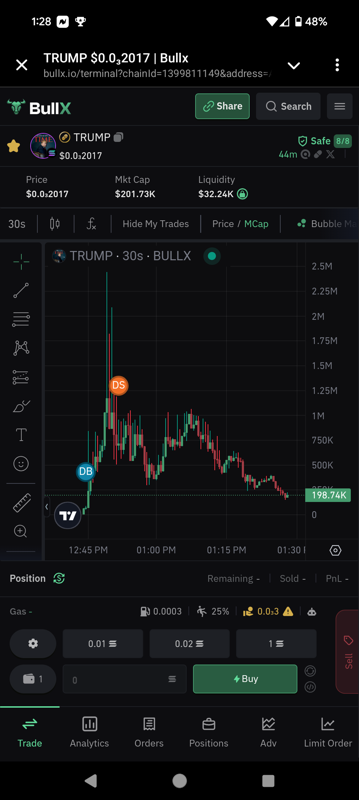 1:28 48%
TRUMP $0.0₃2017 | Bullx
bullx.io/terminal?chainId=1399811149&address=
BullX Share Search
TRUMP Safe 8/8
$0.0₃2017 44m
Price Mkt Cap Liquidity
$0.0₃2017 $201.73K $32.24K
30s Hide My Trades Price / MCap Bubble M
TRUMP · 30s · BULLX
2.5M
2M
1.5M
DS 1.25M
1M
750K
DB 500K
250K
198.74K
0
12:45 PM 01:00 PM 01:15 PM 01:30
Position Remaining - Sold - PnL -
Gas - 0.0003 25% 0.0₃3
0.01 0.02 1
Sell
1 0 Buy
Trade Analytics Orders Positions Adv Limit Order